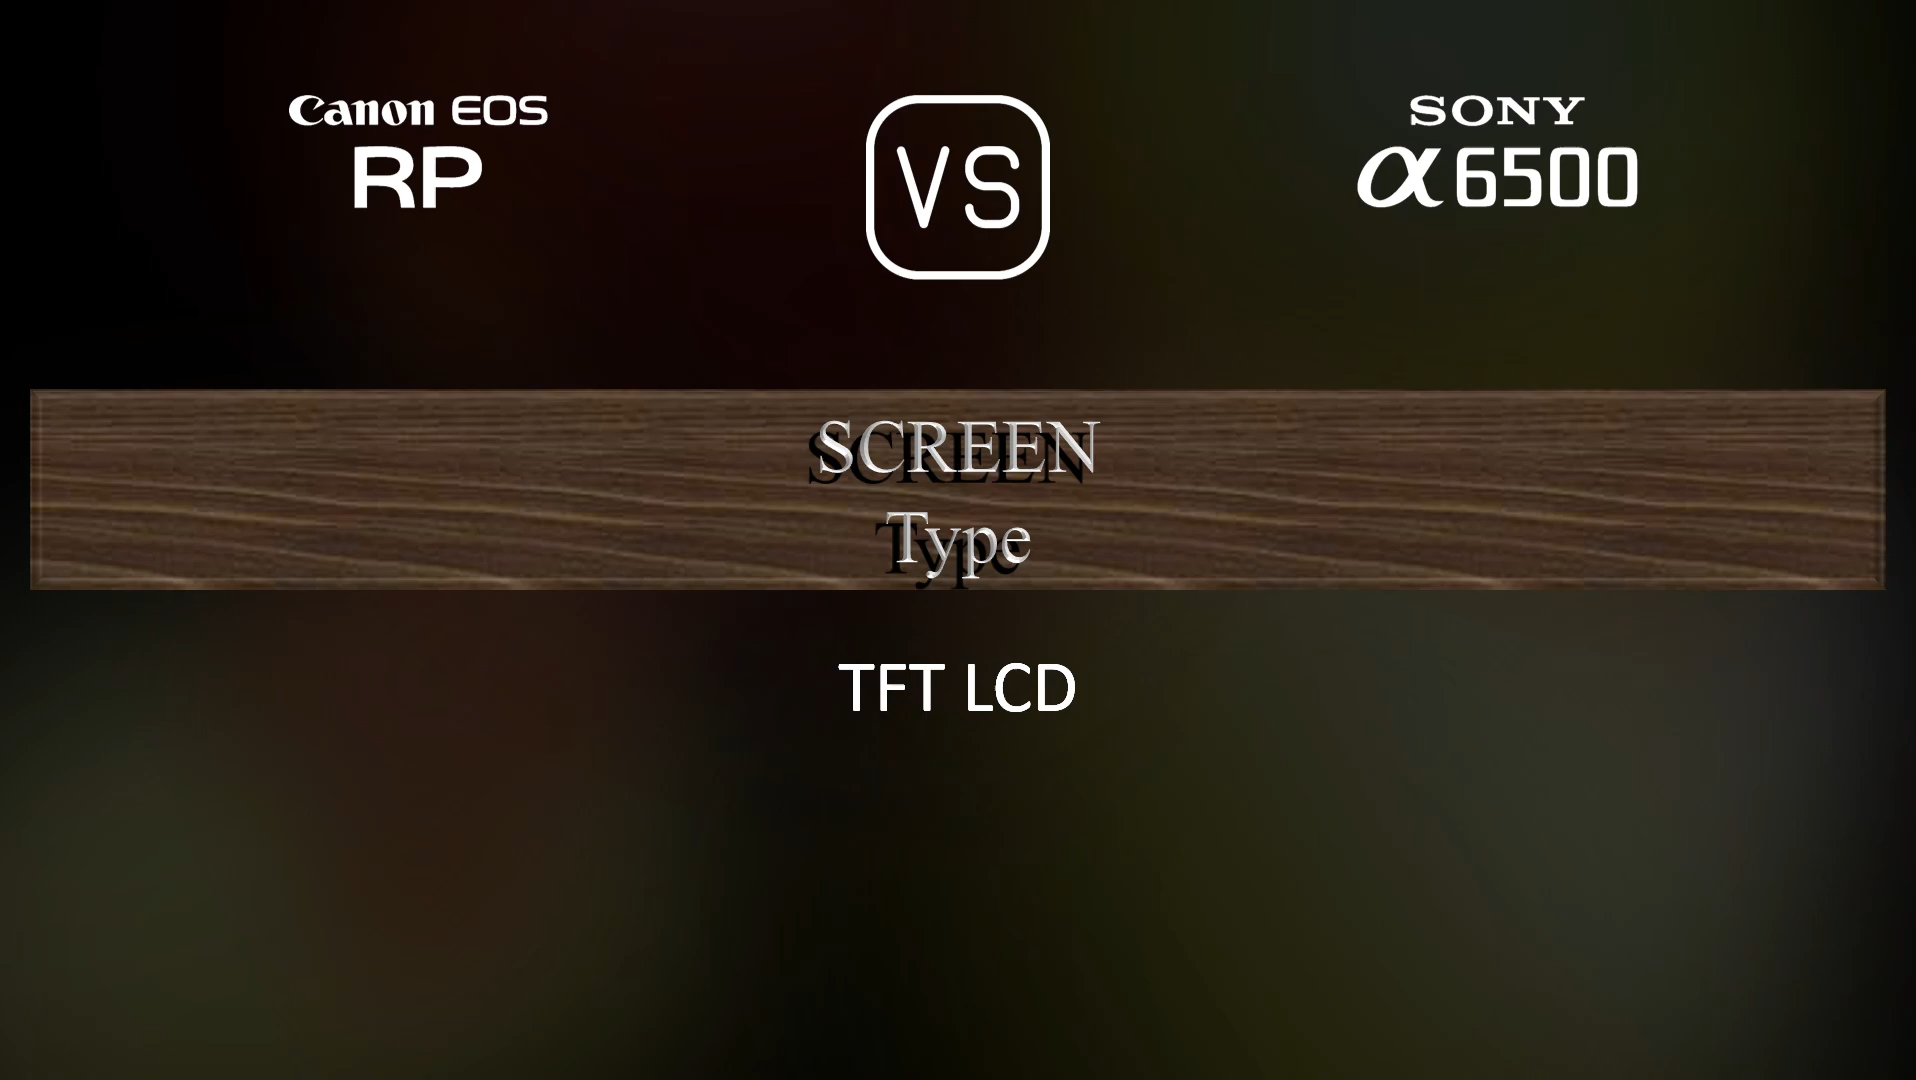 Canon EOS
RP
VS
SONY
α6500
SCREEN
Type
TFT LCD